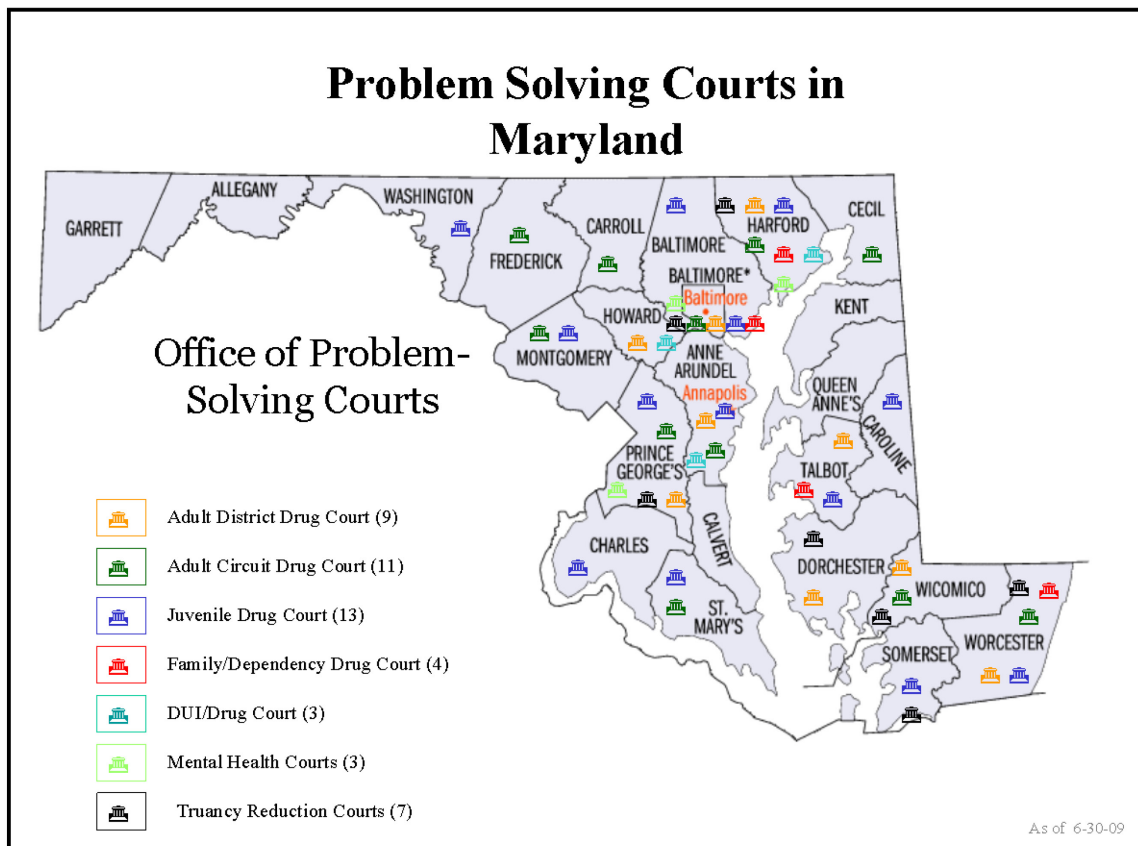 Problem Solving Courts in
Maryland
GARRETT
ALLEGANY
WASHINGTON
FREDERICK
CARROLL
BALTIMORE
HARFORD
CECIL
BALTIMORE*
Baltimore
KENT
HOWARD
MONTGOMERY
ANNE
ARUNDEL
Annapolis
QUEEN
ANNE'S
CAROLINE
PRINCE
GEORGE'S
TALBOT
CALVERT
CHARLES
ST.
MARY'S
DORCHESTER
WICOMICO
SOMERSET
WORCESTER
Office of Problem-
Solving Courts
Adult District Drug Court (9)
Adult Circuit Drug Court (11)
Juvenile Drug Court (13)
Family/Dependency Drug Court (4)
DUI/Drug Court (3)
Mental Health Courts (3)
Truancy Reduction Courts (7)
As of 6-30-09